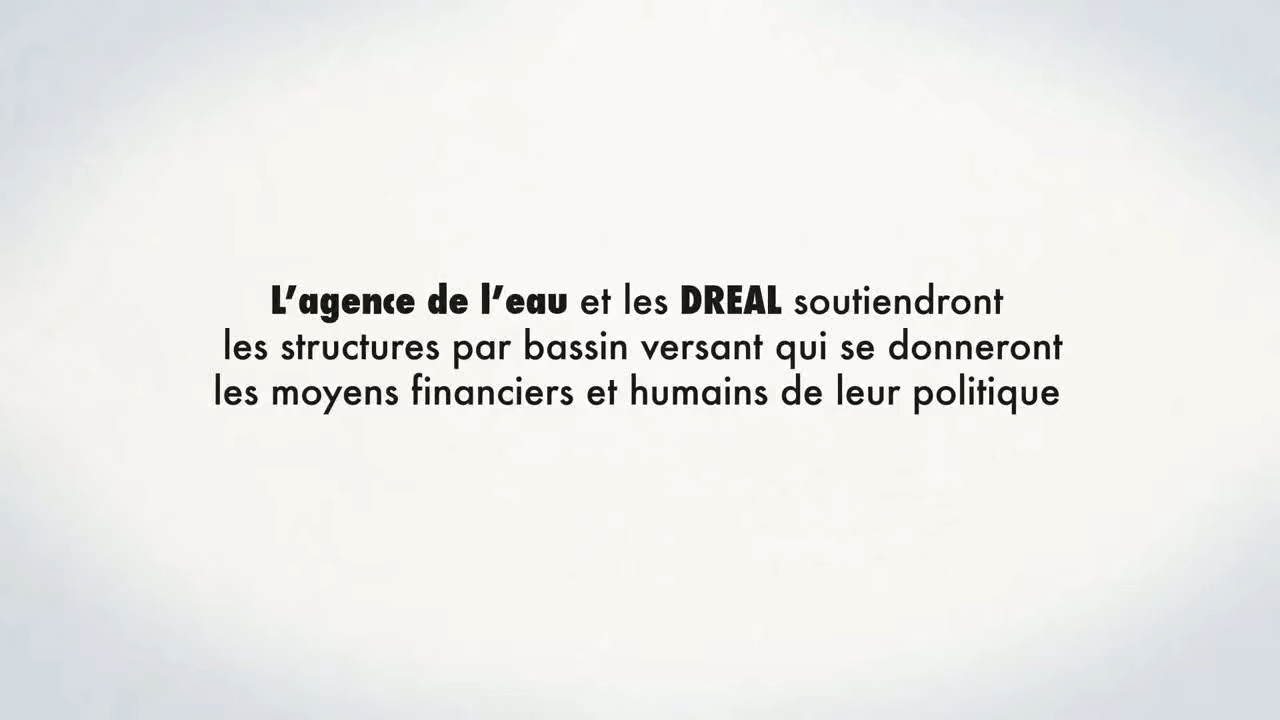 L'agence de l'eau et les DREAL soutiendront
les structures par bassin versant qui se donneront
les moyens financiers et humains de leur politique